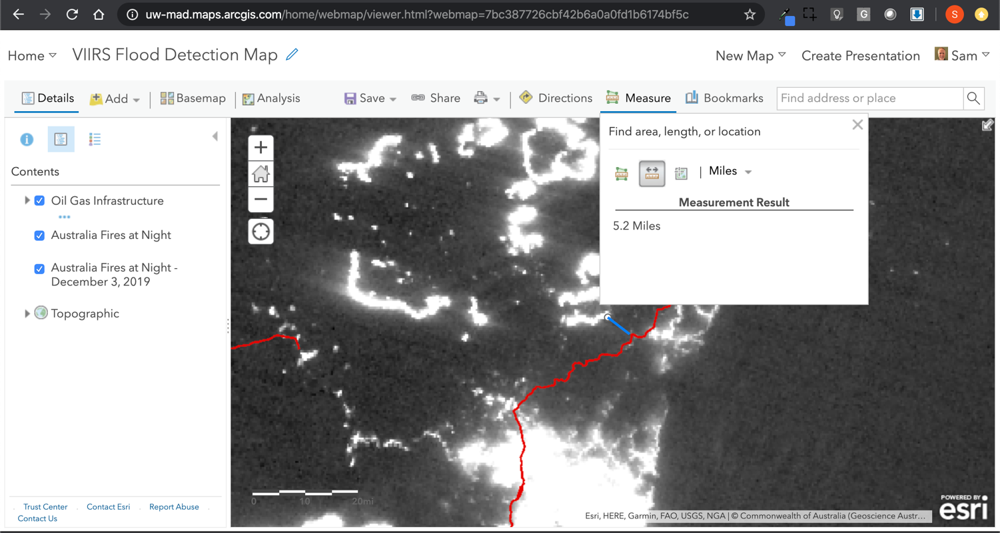 uw-mad.maps.arcgis.com/home/webmap/viewer.html?webmap=7bc387726cbf42b6a0a0fd1b6174bf5c
G
S
Home VIIRS Flood Detection Map New Map Create Presentation Sam
Details Add Basemap Analysis Save Share Directions Measure Bookmarks Find address or place
Find area, length, or location
Miles
Measurement Result
5.2 Miles
Contents
Oil Gas Infrastructure
Australia Fires at Night
Australia Fires at Night -
December 3, 2019
Topographic
0 10 20mi
Trust Center Contact Esri Report Abuse
Contact Us
Esri, HERE, Garmin, FAO, USGS, NGA | © Commonwealth of Australia (Geoscience Austr...
POWERED BY
esri